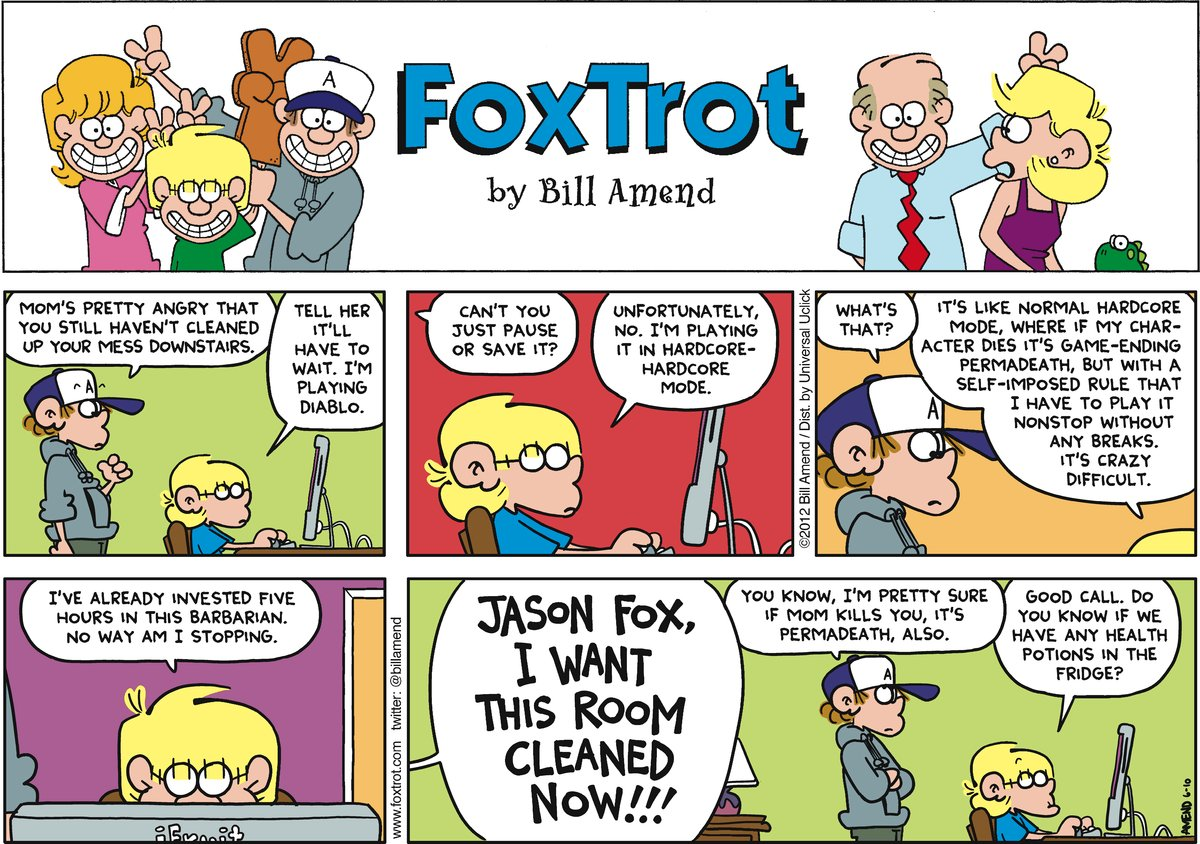 A
FoxTrot
by Bill Amend
MOM'S PRETTY ANGRY THAT
YOU STILL HAVEN'T CLEANED
UP YOUR MESS DOWNSTAIRS.
TELL HER
IT'LL
HAVE TO
WAIT. I'M
PLAYING
DIABLO.
A
CAN'T YOU
JUST PAUSE
OR SAVE IT?
UNFORTUNATELY,
NO. I'M PLAYING
IT IN HARDCORE-
HARDCORE
MODE.
©2012 Bill Amend / Dist. by Universal Uclick
WHAT'S
THAT?
IT'S LIKE NORMAL HARDCORE
MODE, WHERE IF MY CHAR-
ACTER DIES IT'S GAME-ENDING
PERMADEATH, BUT WITH A
SELF-IMPOSED RULE THAT
I HAVE TO PLAY IT
NONSTOP WITHOUT
ANY BREAKS.
IT'S CRAZY
DIFFICULT.
A
I'VE ALREADY INVESTED FIVE
HOURS IN THIS BARBARIAN.
NO WAY AM I STOPPING.
iFruit
www.foxtrot.com twitter: @billamend
JASON FOX,
I WANT
THIS ROOM
CLEANED
NOW!!!
YOU KNOW, I'M PRETTY SURE
IF MOM KILLS YOU, IT'S
PERMADEATH, ALSO.
GOOD CALL. DO
YOU KNOW IF WE
HAVE ANY HEALTH
POTIONS IN THE
FRIDGE?
A
AMEND 6-10